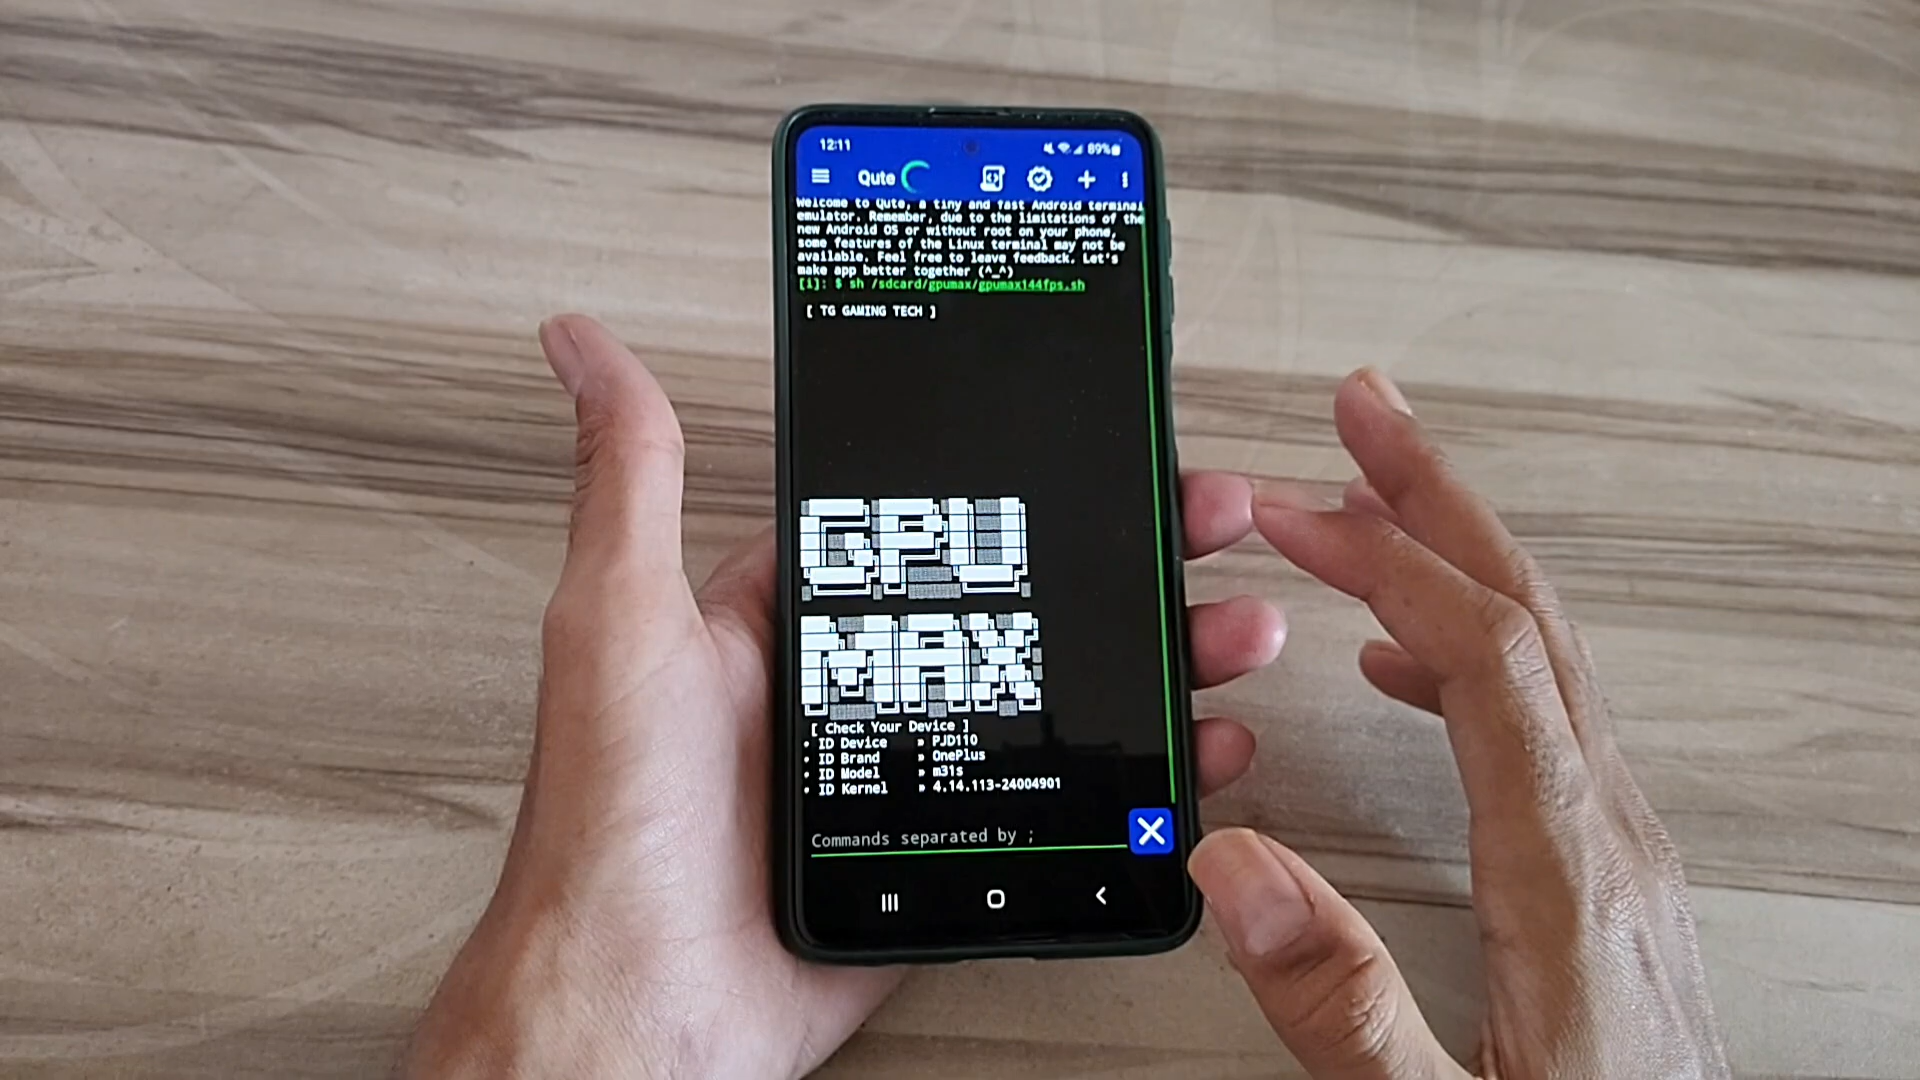 12:11
89%
Qute
Welcome to Qute, a tiny and fast Android terminal
emulator. Remember, due to the limitations of the
new Android OS or without root on your phone,
some features of the Linux terminal may not be
available. Feel free to leave feedback. Let's
make app better together (^_^)
[1]: $ sh /sdcard/gpumax/gpumax144fps.sh
[ TG GAMING TECH ]
GPU
MAX
[ Check Your Device ]
• ID Device » PJD110
• ID Brand » OnePlus
• ID Model » m31s
• ID Kernel » 4.14.113-24004901
Commands separated by ;